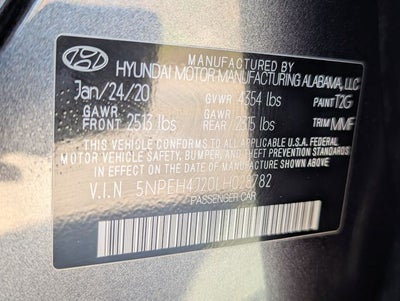 MANUFACTURED BY
HYUNDAI MOTOR MANUFACTURING ALABAMA, LLC
Jan/24/20 GVWR 4354 lbs PAINT T2G
GAWR FRONT 2513 lbs GAWR REAR 2315 lbs TRIM MMF
THIS VEHICLE CONFORMS TO ALL APPLICABLE FEDERAL
MOTOR VEHICLE SAFETY, BUMPER, AND THEFT PREVENTION
STANDARDS IN EFFECT ON THE DATE OF MANUFACTURE SHOWN ABOVE.
V.I.N 5NPEH4J20LH028782
PASSENGER CAR